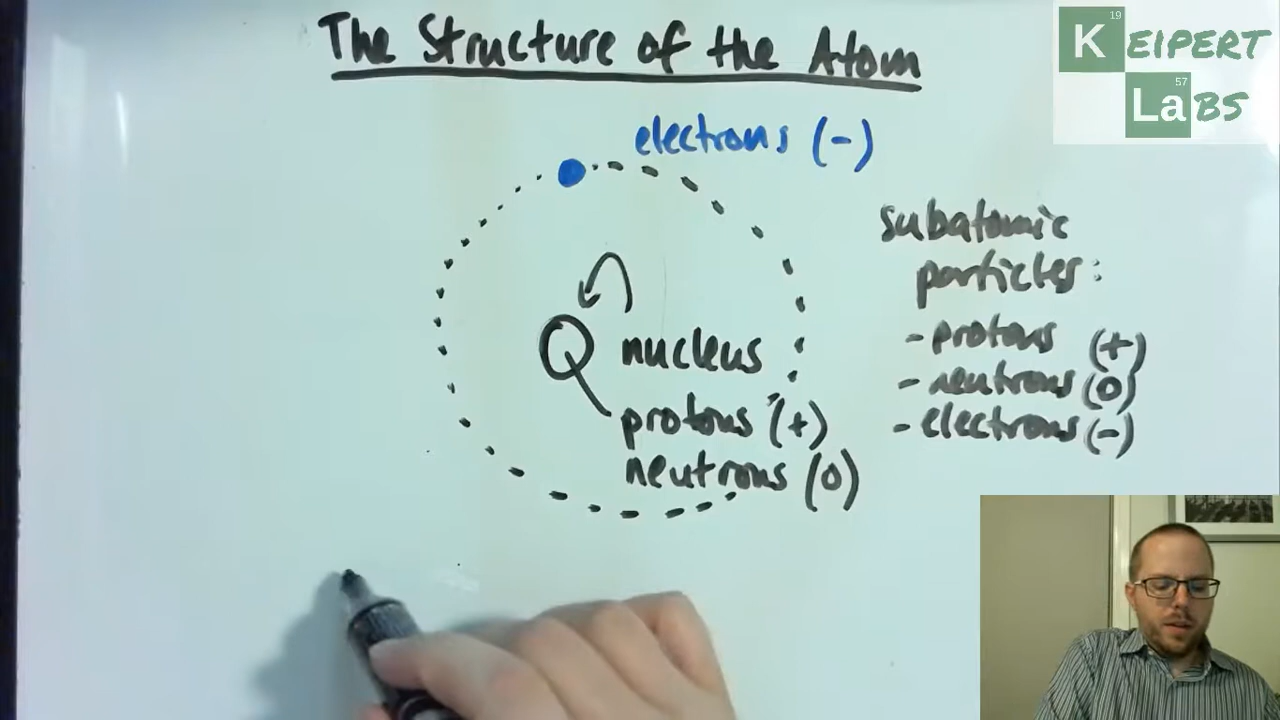 The Structure of the Atom
19
KEIPERT
57
LaBS
electrons (-)
subatomic
particles:
- protons (+)
- neutrons (0)
- electrons (-)
nucleus
protons (+)
neutrons (0)